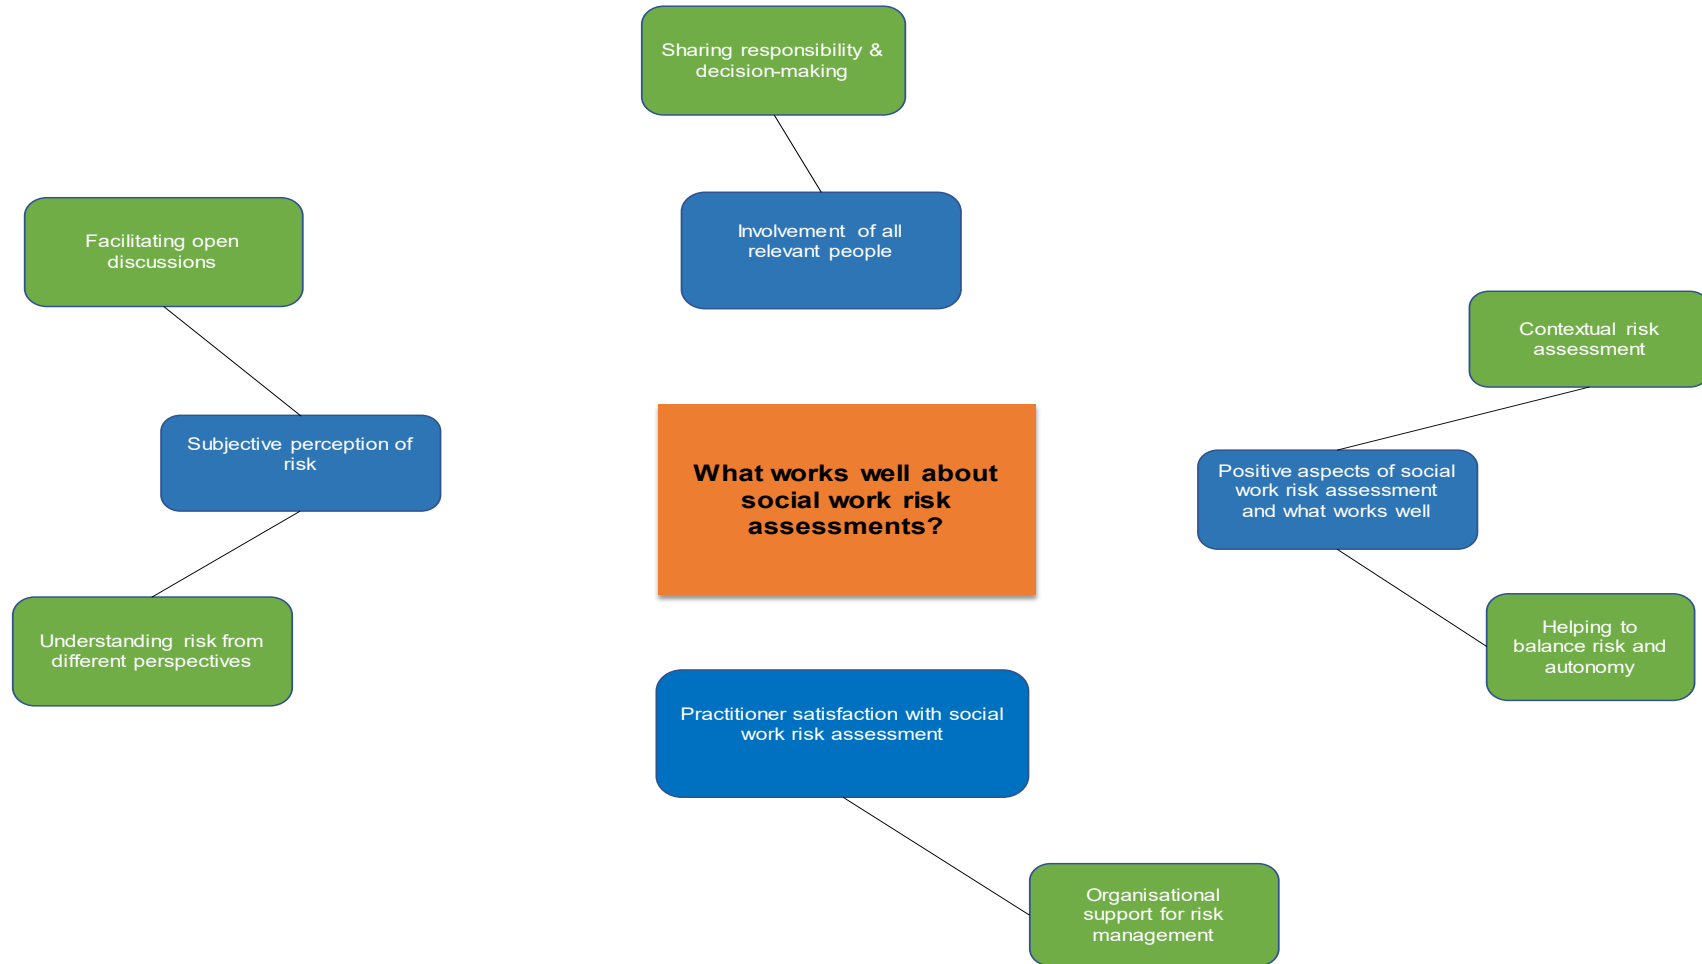 Sharing responsibility &
decision-making
Involvement of all
relevant people
Facilitating open
discussions
Subjective perception of
risk
Understanding risk from
different perspectives
What works well about
social work risk
assessments?
Contextual risk
assessment
Positive aspects of social
work risk assessment
and what works well
Helping to
balance risk and
autonomy
Practitioner satisfaction with social
work risk assessment
Organisational
support for risk
management